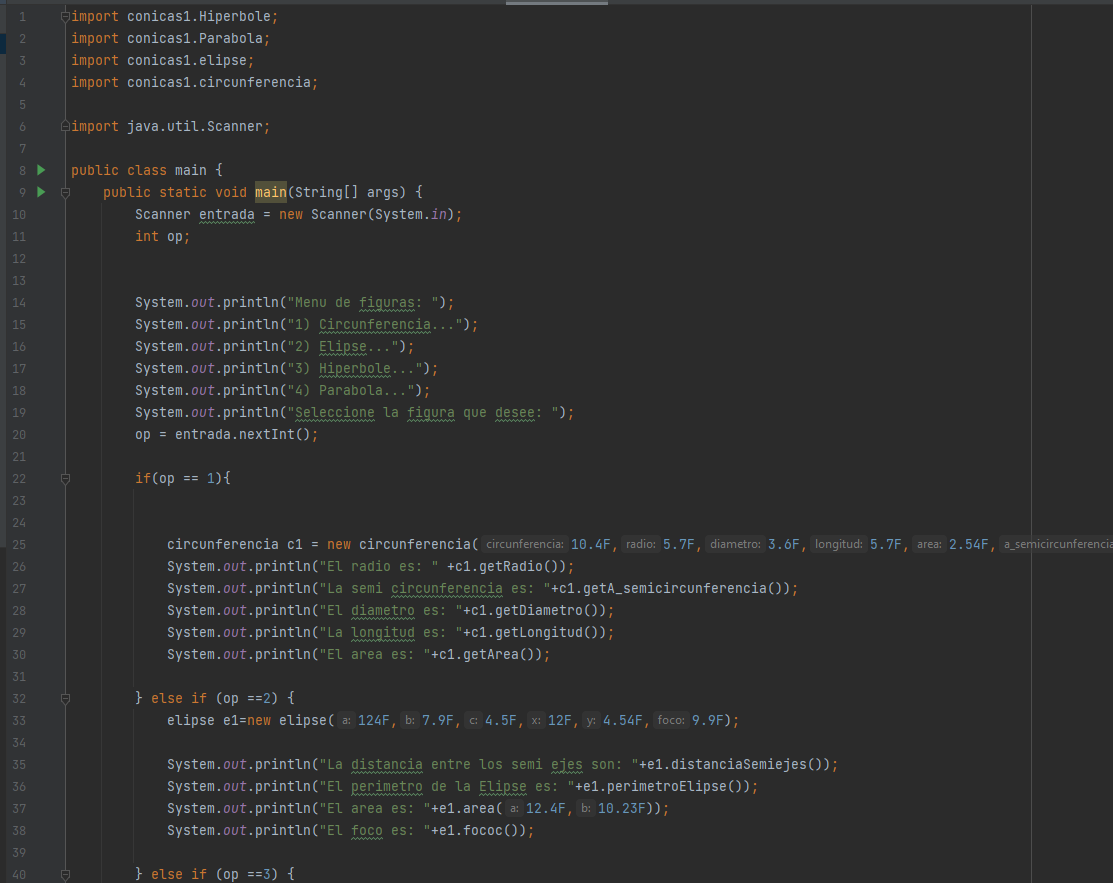 1 import conicas1.Hiperbole;
2 import conicas1.Parabola;
3 import conicas1.elipse;
4 import conicas1.circunferencia;
5
6 import java.util.Scanner;
7
8 public class main {
9 public static void main(String[] args) {
10 Scanner entrada = new Scanner(System.in);
11 int op;
12
13
14 System.out.println("Menu de figuras: ");
15 System.out.println("1) Circunferencia...");
16 System.out.println("2) Elipse...");
17 System.out.println("3) Hiperbole...");
18 System.out.println("4) Parabola...");
19 System.out.println("Seleccione la figura que desee: ");
20 op = entrada.nextInt();
21
22 if(op == 1){
23
24
25 circunferencia c1 = new circunferencia( circunferencia: 10.4F, radio: 5.7F, diametro: 3.6F, longitud: 5.7F, area: 2.54F, a_semicircunferencia
26 System.out.println("El radio es: " +c1.getRadio());
27 System.out.println("La semi circunferencia es: "+c1.getA_semicircunferencia());
28 System.out.println("El diametro es: "+c1.getDiametro());
29 System.out.println("La longitud es: "+c1.getLongitud());
30 System.out.println("El area es: "+c1.getArea());
31
32 } else if (op ==2) {
33 elipse e1=new elipse( a: 124F, b: 7.9F, c: 4.5F, x: 12F, y: 4.54F, foco: 9.9F);
34
35 System.out.println("La distancia entre los semi ejes son: "+e1.distanciaSemiejes());
36 System.out.println("El perimetro de la Elipse es: "+e1.perimetroElipse());
37 System.out.println("El area es: "+e1.area( a: 12.4F, b: 10.23F));
38 System.out.println("El foco es: "+e1.fococ());
39
40 } else if (op ==3) {